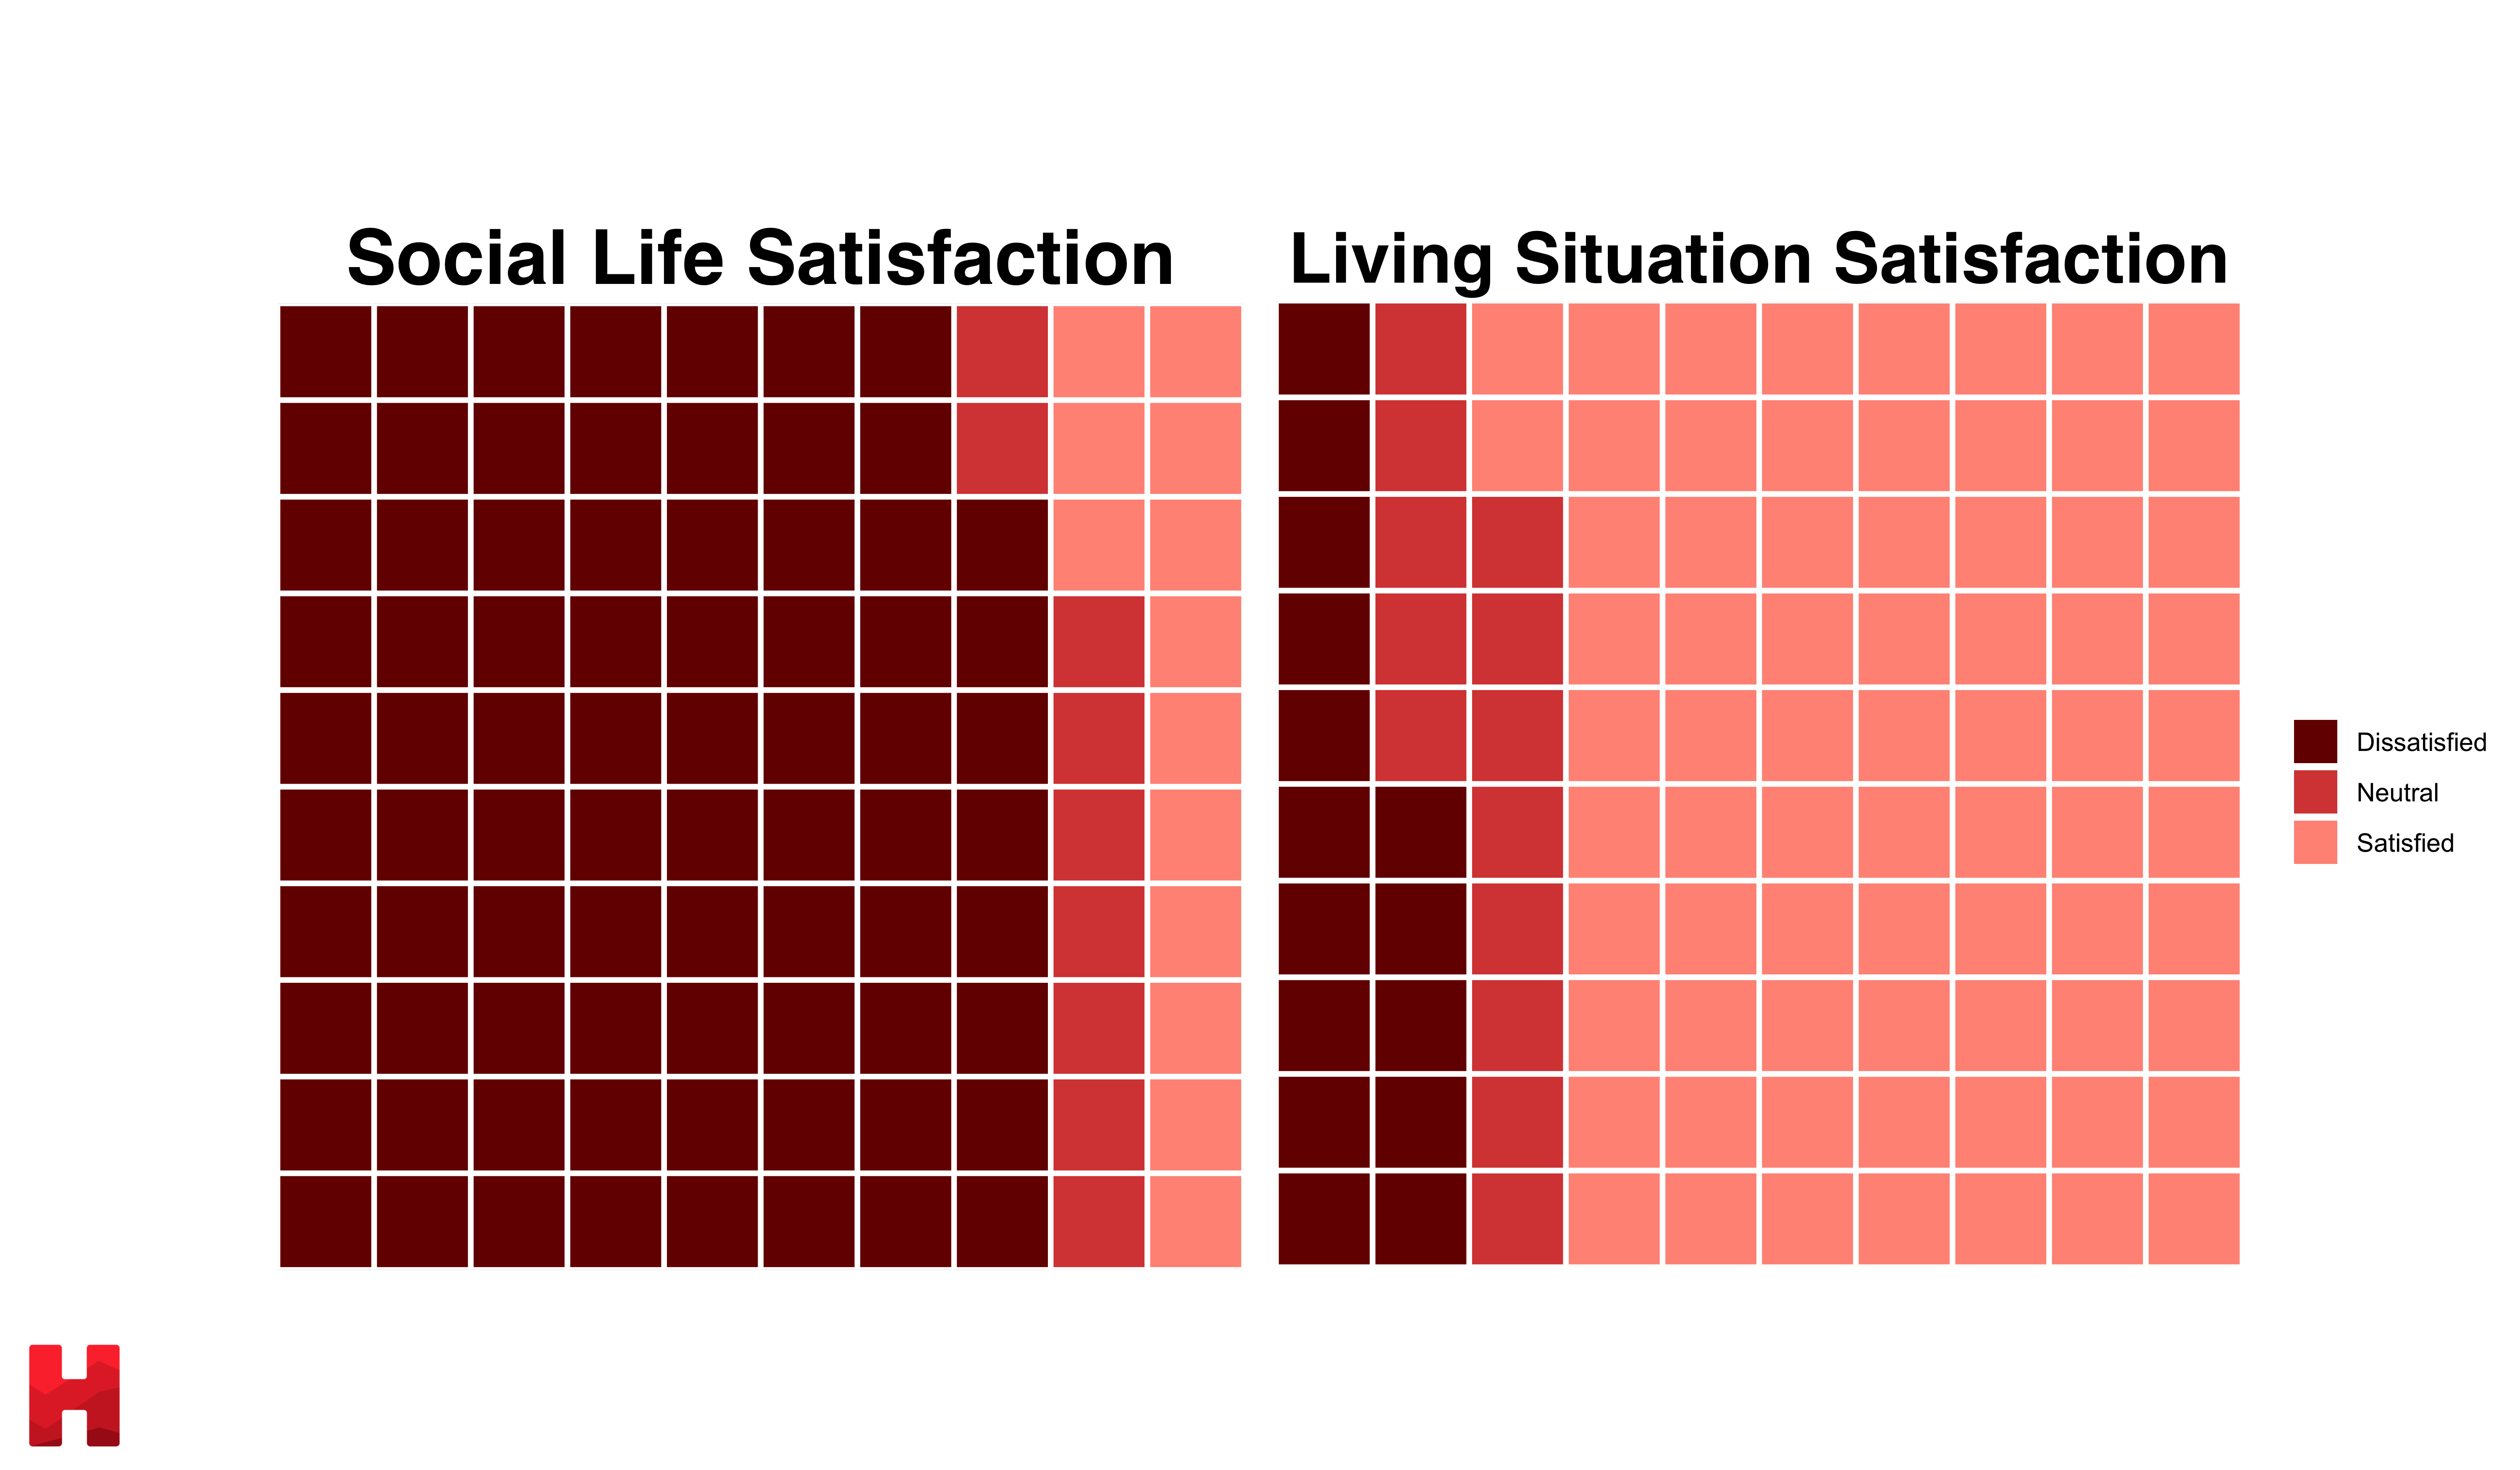 Social Life Satisfaction
Living Situation Satisfaction
Dissatisfied
Neutral
Satisfied
H